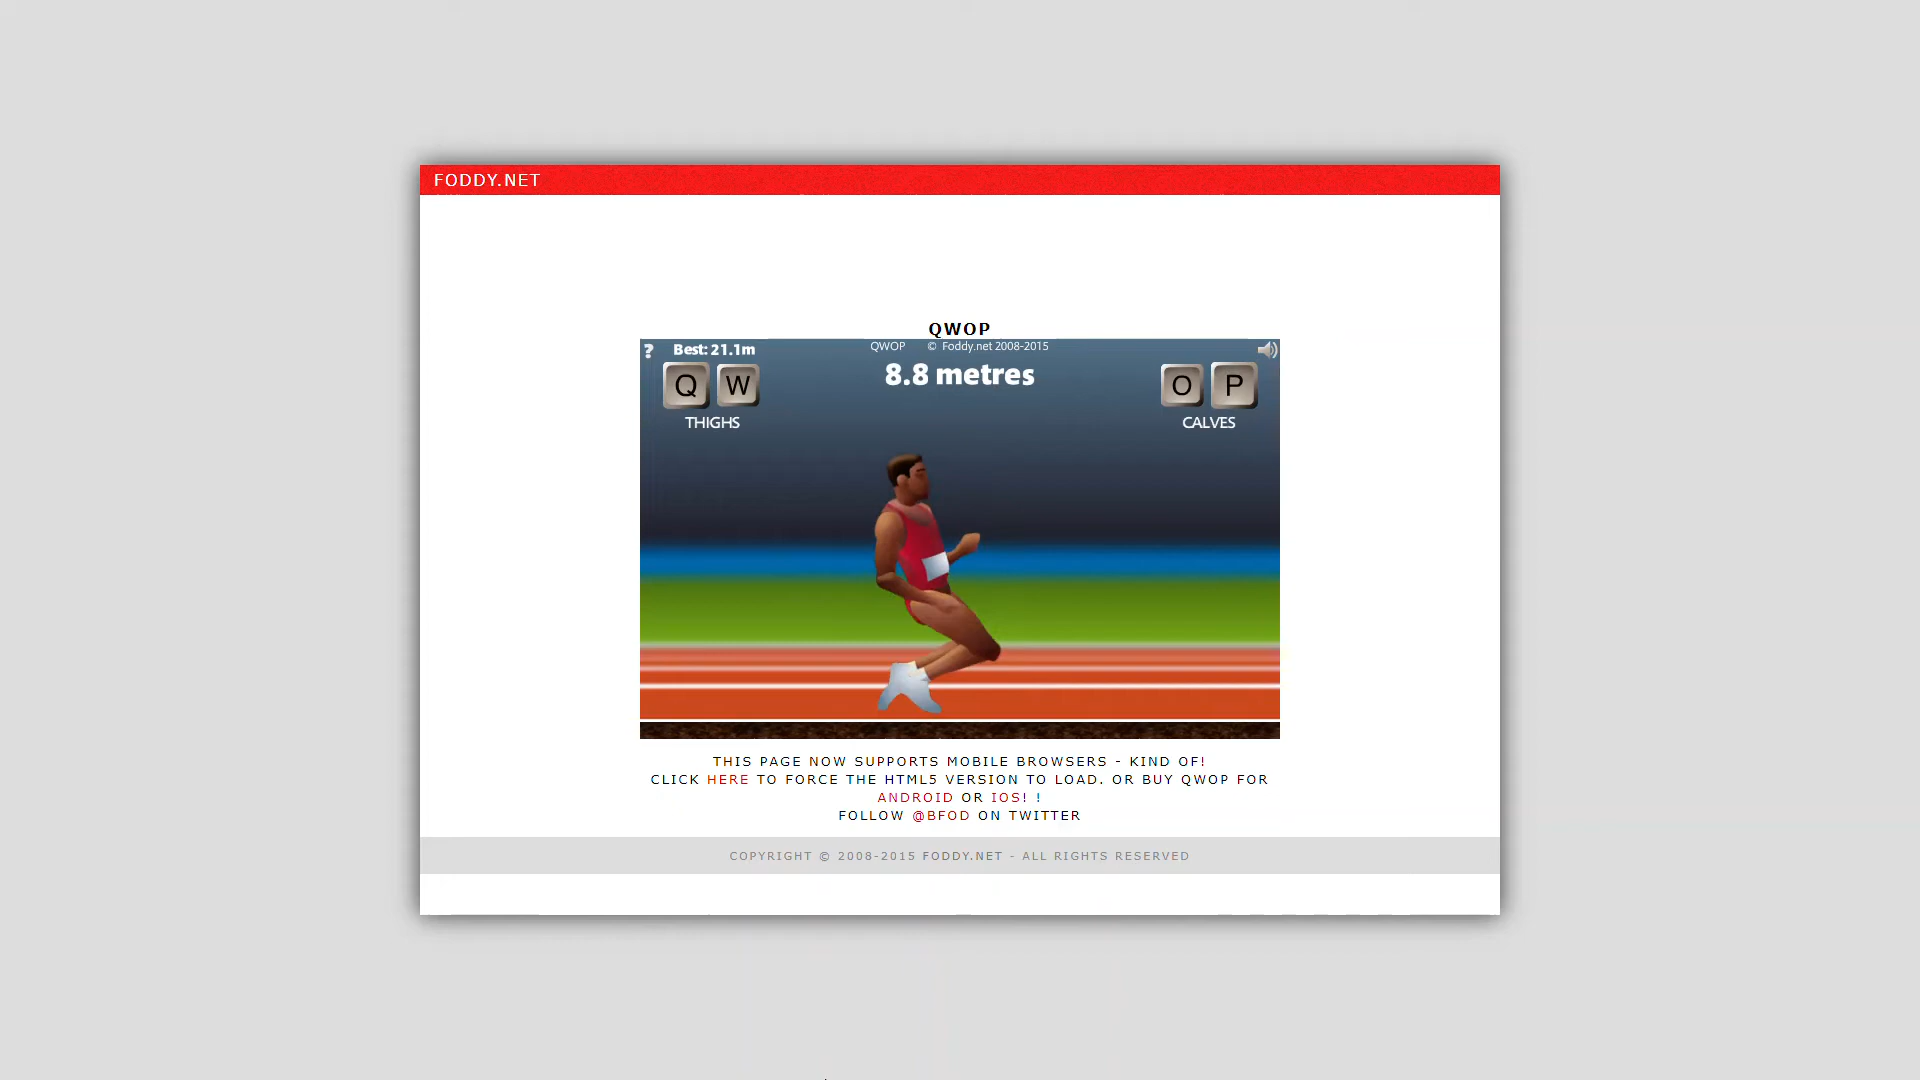 FODDY.NET
QWOP
? Best: 21.1m QWOP © Foddy.net 2008-2015
8.8 metres
Q W O P
THIGHS CALVES
THIS PAGE NOW SUPPORTS MOBILE BROWSERS - KIND OF!
CLICK HERE TO FORCE THE HTML5 VERSION TO LOAD. OR BUY QWOP FOR
ANDROID OR IOS! !
FOLLOW @BFOD ON TWITTER
COPYRIGHT © 2008-2015 FODDY.NET - ALL RIGHTS RESERVED